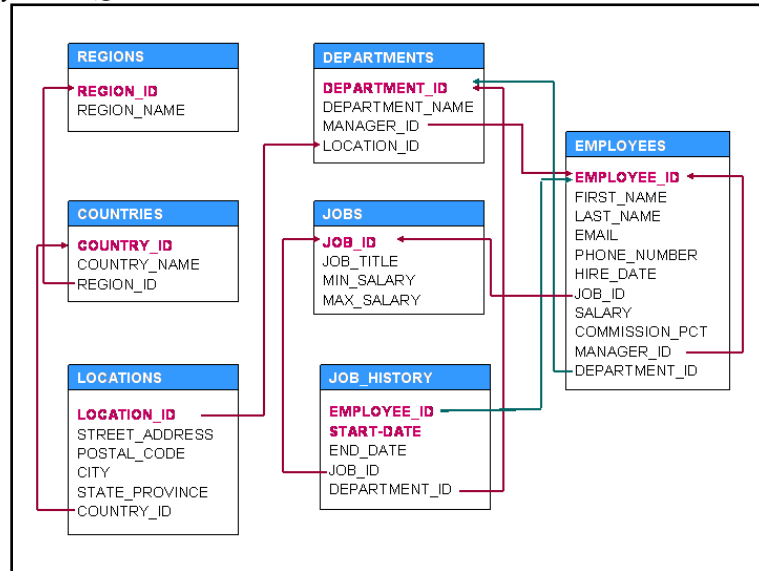 REGIONS
REGION_ID
REGION_NAME
COUNTRIES
COUNTRY_ID
COUNTRY_NAME
REGION_ID
LOCATIONS
LOCATION_ID
STREET_ADDRESS
POSTAL_CODE
CITY
STATE_PROVINCE
COUNTRY_ID
DEPARTMENTS
DEPARTMENT_ID
DEPARTMENT_NAME
MANAGER_ID
LOCATION_ID
JOBS
JOB_ID
JOB_TITLE
MIN_SALARY
MAX_SALARY
JOB_HISTORY
EMPLOYEE_ID
START-DATE
END_DATE
JOB_ID
DEPARTMENT_ID
EMPLOYEES
EMPLOYEE_ID
FIRST_NAME
LAST_NAME
EMAIL
PHONE_NUMBER
HIRE_DATE
JOB_ID
SALARY
COMMISSION_PCT
MANAGER_ID
DEPARTMENT_ID